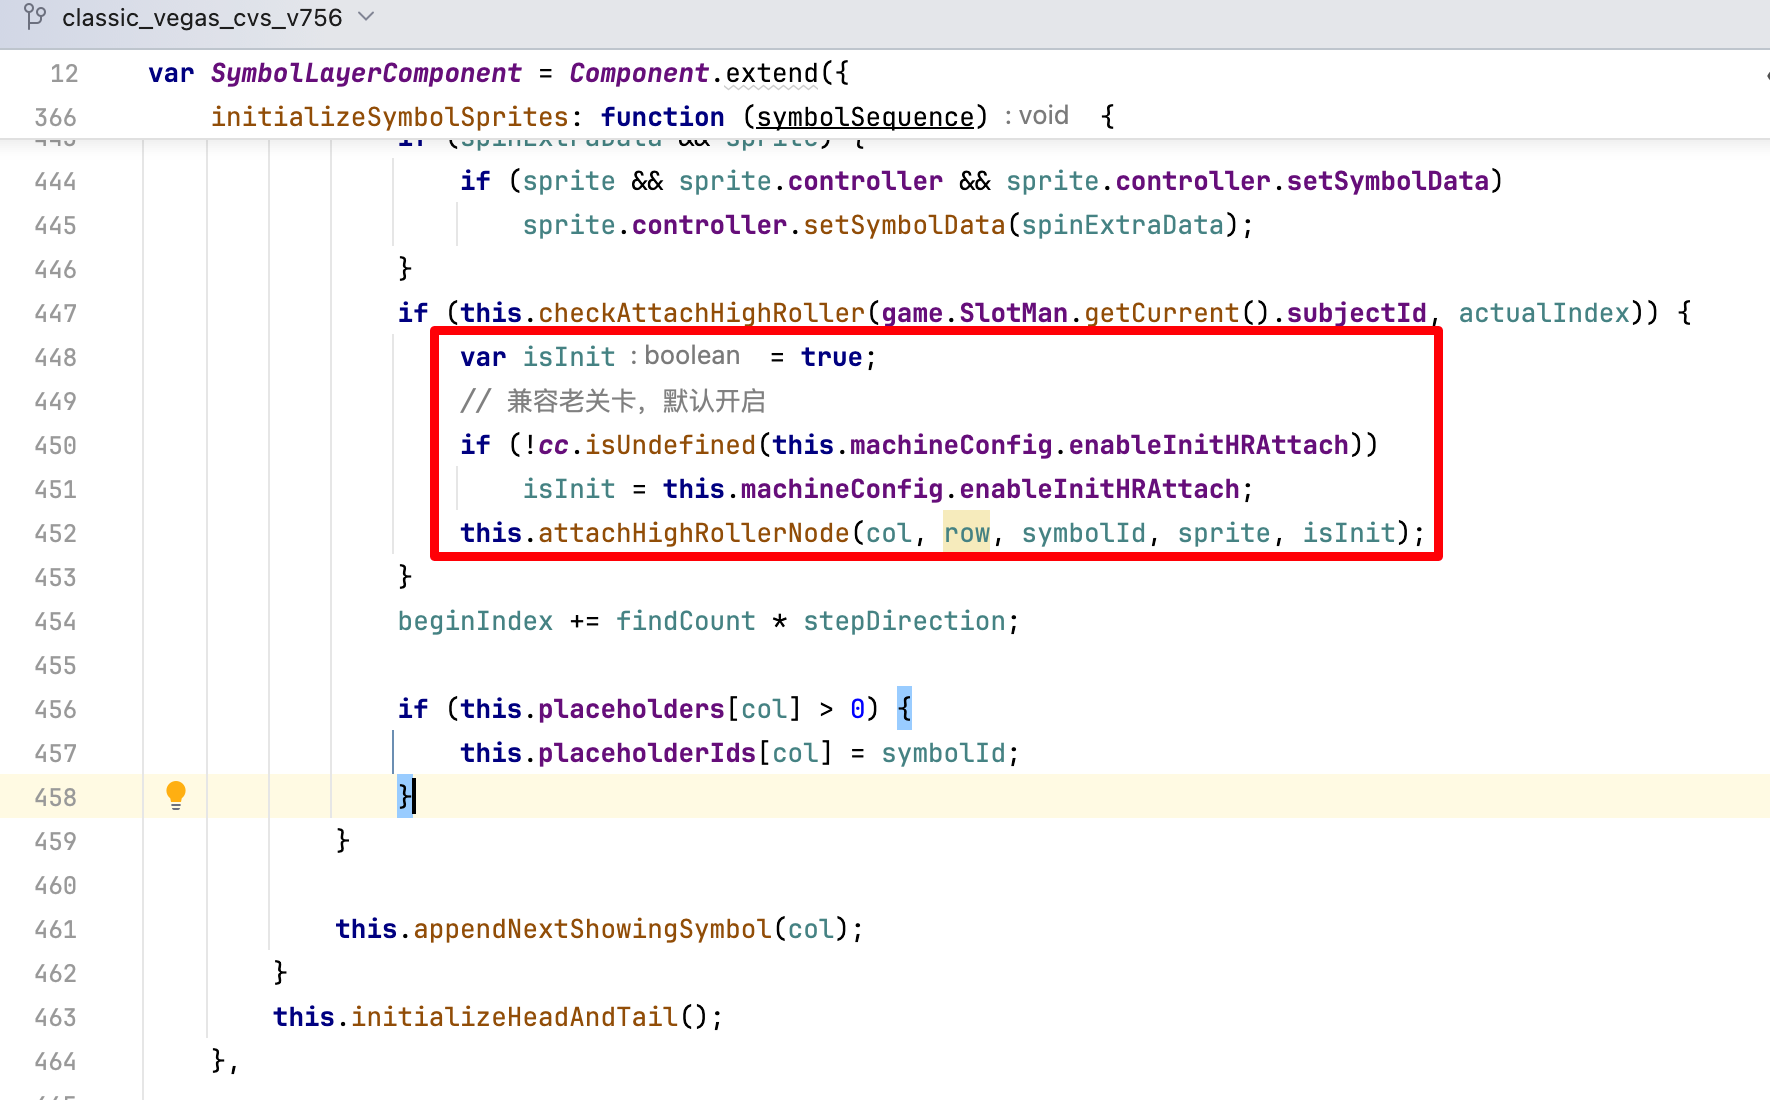 classic_vegas_cvs_v756
12 var SymbolLayerComponent = Component.extend({
366 initializeSymbolSprites: function (symbolSequence) : void {
443 if (spinExtraData && sprite) {
444 if (sprite && sprite.controller && sprite.controller.setSymbolData)
445 sprite.controller.setSymbolData(spinExtraData);
446 }
447 if (this.checkAttachHighRoller(game.SlotMan.getCurrent().subjectId, actualIndex)) {
448 var isInit : boolean = true;
449 // 兼容老关卡，默认开启
450 if (!cc.isUndefined(this.machineConfig.enableInitHRAttach))
451 isInit = this.machineConfig.enableInitHRAttach;
452 this.attachHighRollerNode(col, row, symbolId, sprite, isInit);
453 }
454 beginIndex += findCount * stepDirection;
455
456 if (this.placeholders[col] > 0) {
457 this.placeholderIds[col] = symbolId;
458 }
459 }
460
461 this.appendNextShowingSymbol(col);
462 }
463 this.initializeHeadAndTail();
464 },